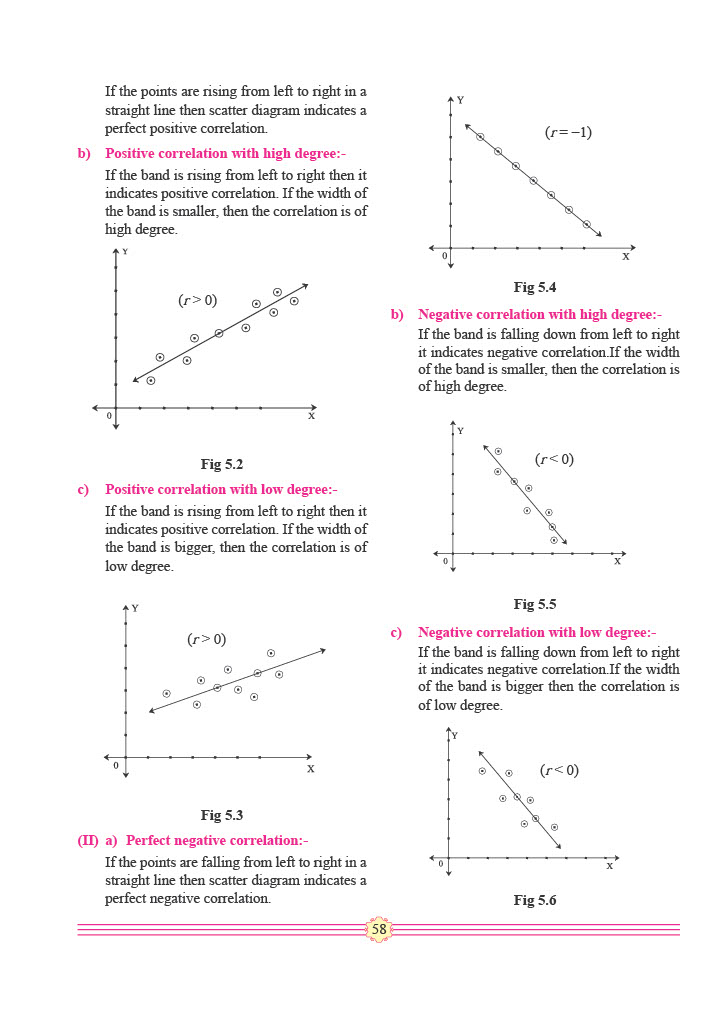 If the points are rising from left to right in a
straight line then scatter diagram indicates a
perfect positive correlation.
b) Positive correlation with high degree:-
If the band is rising from left to right then it
indicates positive correlation. If the width of
the band is smaller, then the correlation is of
high degree.
Y
(r > 0)
0
X
Fig 5.2
c) Positive correlation with low degree:-
If the band is rising from left to right then it
indicates positive correlation. If the width of
the band is bigger, then the correlation is of
low degree.
Y
(r > 0)
0
X
Fig 5.3
(II) a) Perfect negative correlation:-
If the points are falling from left to right in a
straight line then scatter diagram indicates a
perfect negative correlation.
Y
(r = −1)
0
X
Fig 5.4
b) Negative correlation with high degree:-
If the band is falling down from left to right
it indicates negative correlation.If the width
of the band is smaller, then the correlation is
of high degree.
Y
(r < 0)
0
X
Fig 5.5
c) Negative correlation with low degree:-
If the band is falling down from left to right
it indicates negative correlation.If the width
of the band is bigger then the correlation is
of low degree.
Y
(r < 0)
0
X
Fig 5.6
58